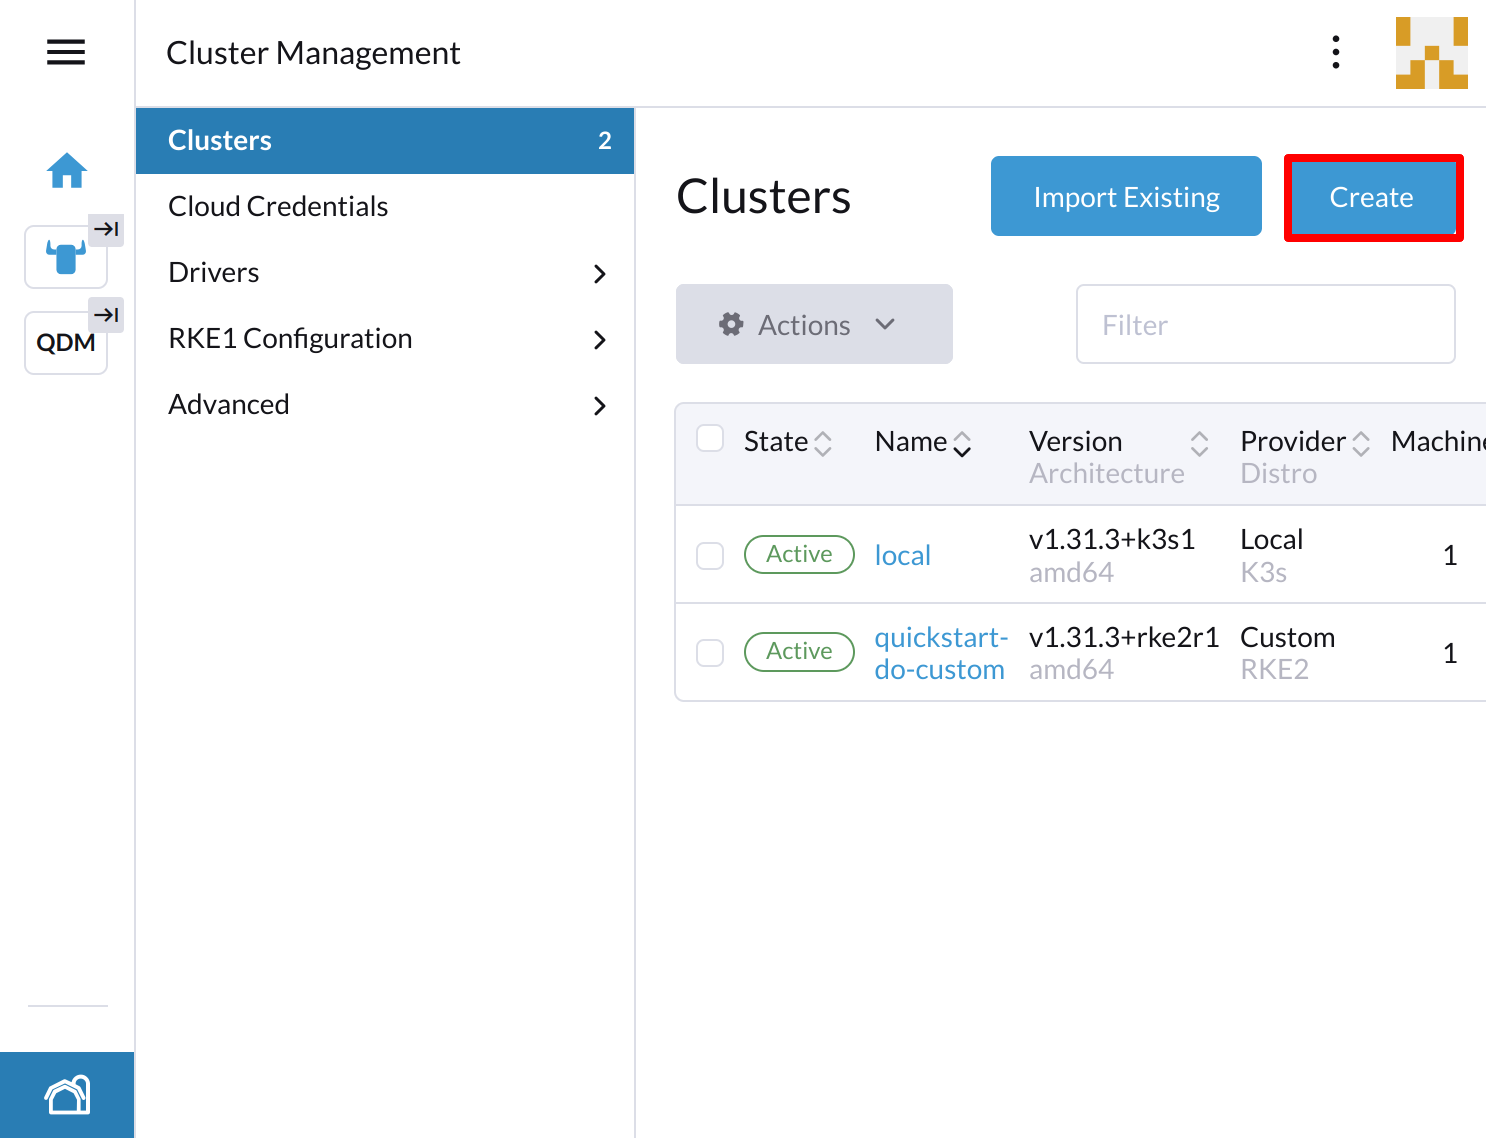 Cluster Management
QDM
Clusters 2
Cloud Credentials
Drivers
RKE1 Configuration
Advanced
Clusters
Import Existing
Create
Actions
Filter
State Name Version Provider Machine
Architecture Distro
Active local v1.31.3+k3s1 Local 1
amd64 K3s
Active quickstart- v1.31.3+rke2r1 Custom 1
do-custom amd64 RKE2